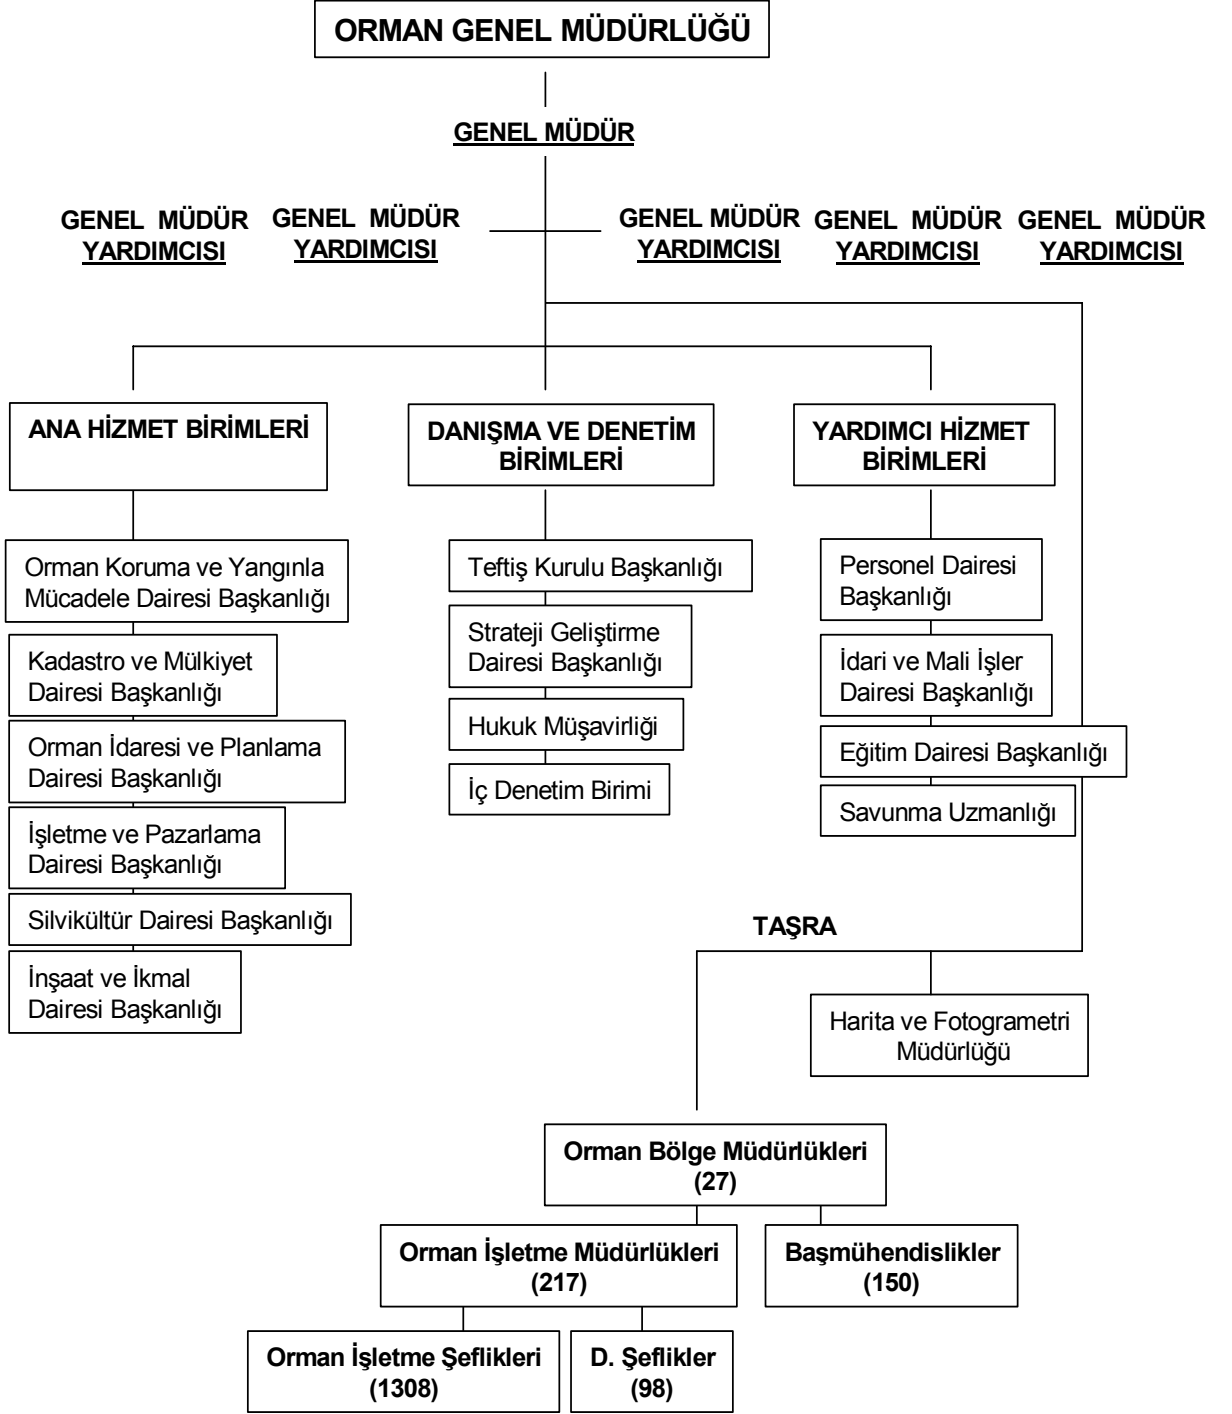 ORMAN GENEL MÜDÜRLÜĞÜ
GENEL MÜDÜR
GENEL MÜDÜR
YARDIMCISI
GENEL MÜDÜR
YARDIMCISI
GENEL MÜDÜR
YARDIMCISI
GENEL MÜDÜR
YARDIMCISI
GENEL MÜDÜR
YARDIMCISI
ANA HİZMET BİRİMLERİ
Orman Koruma ve Yangınla
Mücadele Dairesi Başkanlığı
Kadastro ve Mülkiyet
Dairesi Başkanlığı
Orman İdaresi ve Planlama
Dairesi Başkanlığı
İşletme ve Pazarlama
Dairesi Başkanlığı
Silvikültür Dairesi Başkanlığı
İnşaat ve İkmal
Dairesi Başkanlığı
DANIŞMA VE DENETİM
BİRİMLERİ
Teftiş Kurulu Başkanlığı
Strateji Geliştirme
Dairesi Başkanlığı
Hukuk Müşavirliği
İç Denetim Birimi
YARDIMCI HİZMET
BİRİMLERİ
Personel Dairesi
Başkanlığı
İdari ve Mali İşler
Dairesi Başkanlığı
Eğitim Dairesi Başkanlığı
Savunma Uzmanlığı
TAŞRA
Harita ve Fotogrametri
Müdürlüğü
Orman Bölge Müdürlükleri
(27)
Orman İşletme Müdürlükleri
(217)
Başmühendislikler
(150)
Orman İşletme Şeflikleri
(1308)
D. Şeflikler
(98)